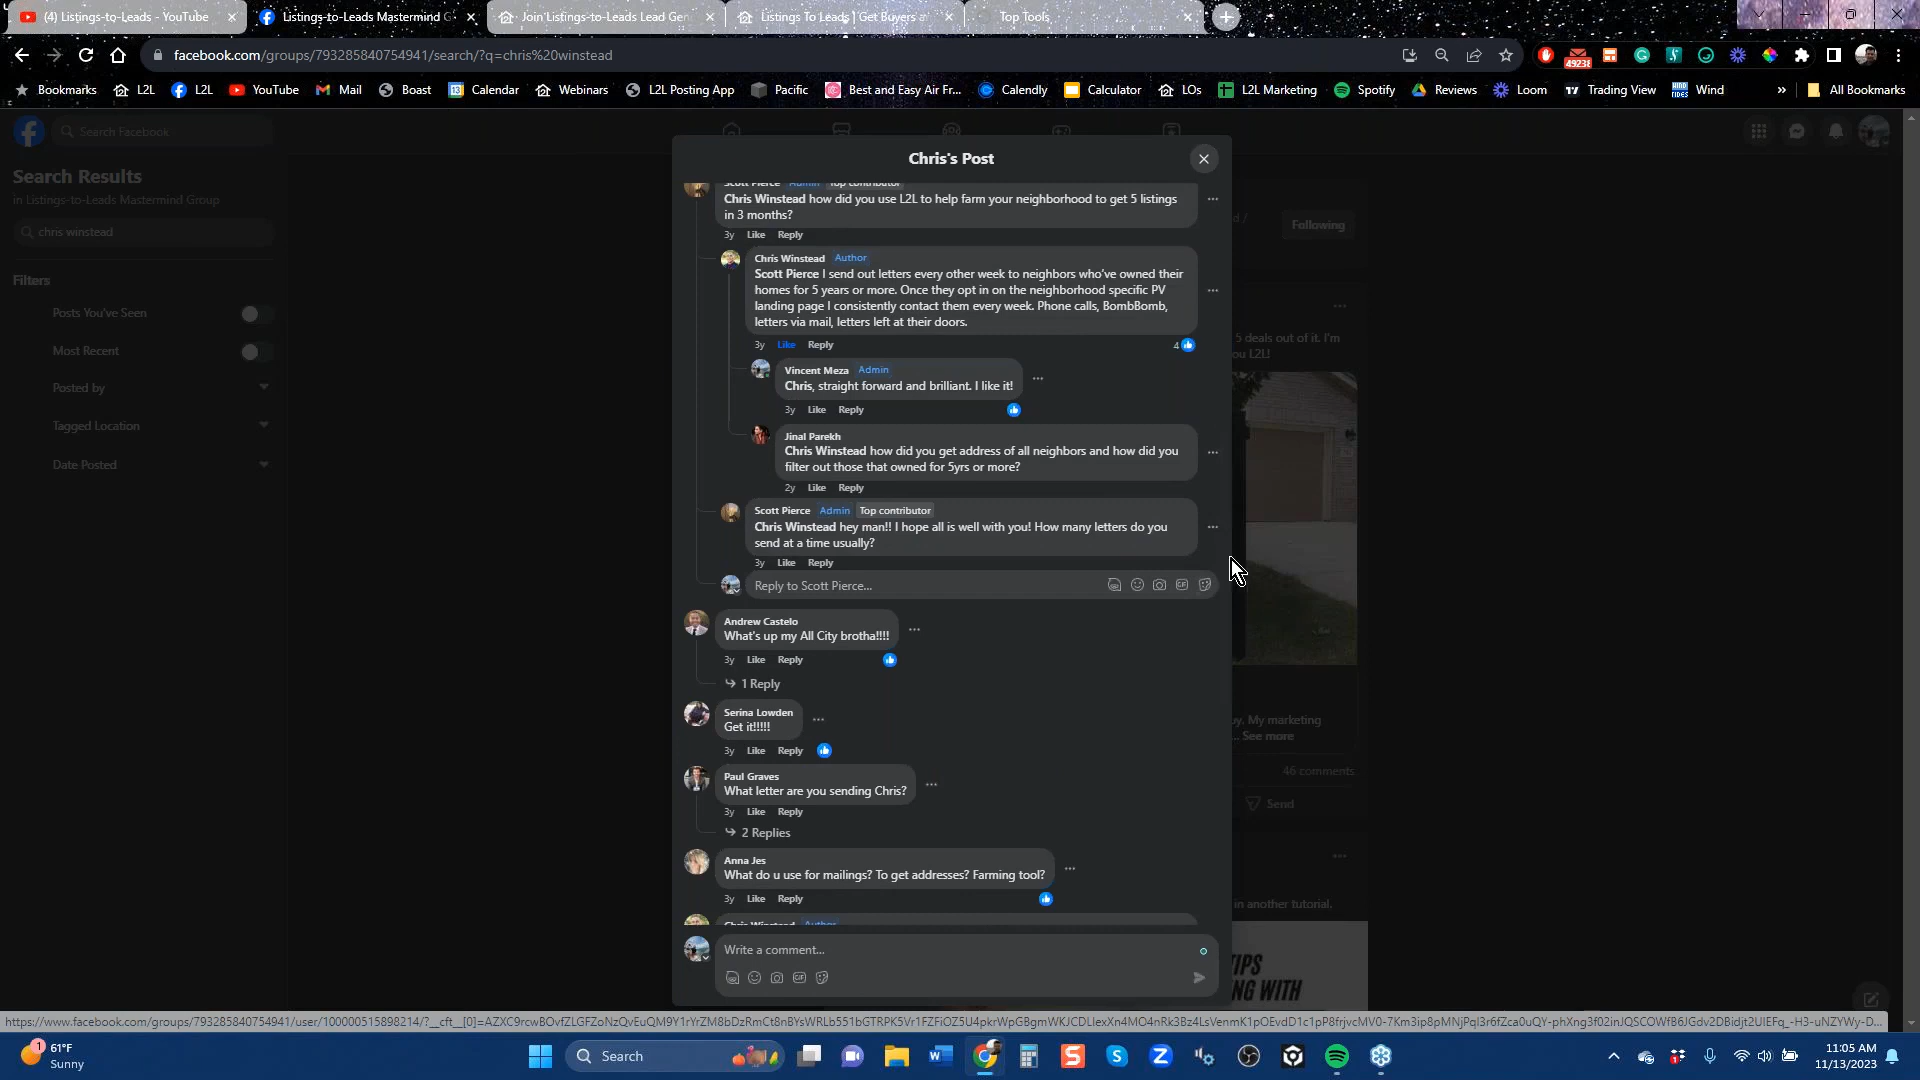 (4) Listings-to-Leads - YouTube
Listings-to-Leads Mastermind G
Join Listings-to-Leads Lead Gen
Listings To Leads | Get Buyers a
Top Tools
facebook.com/groups/793285840754941/search/?q=chris%20winstead
49238
Bookmarks
L2L
L2L
YouTube
Mail
Calendar
Boast
Webinars
L2L Posting App
Pacific
Best and Easy Air Fr...
Calendly
Calculator
LOs
L2L Marketing
Spotify
Reviews
Loom
Trading View
Wind
All Bookmarks
Search Facebook
Search Results
in Listings-to-Leads Mastermind Group
chris winstead
Filters
Posts You've Seen
Most Recent
Posted by
Tagged Location
Date Posted
Chris's Post
Scott Pierce Admin Top contributor
Chris Winstead how did you use L2L to help farm your neighborhood to get 5 listings
in 3 months?
3y Like Reply
Chris Winstead Author
Scott Pierce I send out letters every other week to neighbors who've owned their
homes for 5 years or more. Once they opt in on the neighborhood specific PV
landing page I consistently contact them every week. Phone calls, BombBomb,
letters via mail, letters left at their doors.
3y Like Reply 4
Vincent Meza Admin
Chris, straight forward and brilliant. I like it!
3y Like Reply
Jinal Parekh
Chris Winstead how did you get address of all neighbors and how did you
filter out those that owned for 5yrs or more?
2y Like Reply
Scott Pierce Admin Top contributor
Chris Winstead hey man!! I hope all is well with you! How many letters do you
send at a time usually?
3y Like Reply
Reply to Scott Pierce...
Andrew Castelo
What's up my All City brotha!!!!
3y Like Reply
1 Reply
Serina Lowden
Get it!!!!!
3y Like Reply
Paul Graves
What letter are you sending Chris?
3y Like Reply
2 Replies
Anna Jes
What do u use for mailings? To get addresses? Farming tool?
3y Like Reply
Chris Winstead Author
Write a comment...
Following
5 deals out of it. I'm
ou L2L!
oy. My marketing
... See more
46 comments
Send
in another tutorial.
TIPS
NG WITH
61°F
Sunny
Search
11:05 AM
11/13/2023